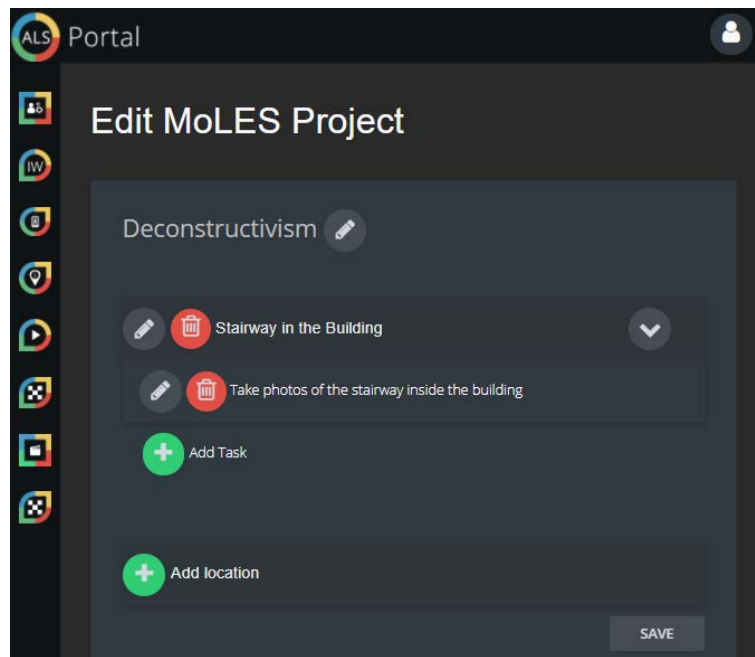 ALS Portal
Edit MoLES Project
IW
Deconstructivism
Stairway in the Building
Take photos of the stairway inside the building
Add Task
Add location
SAVE